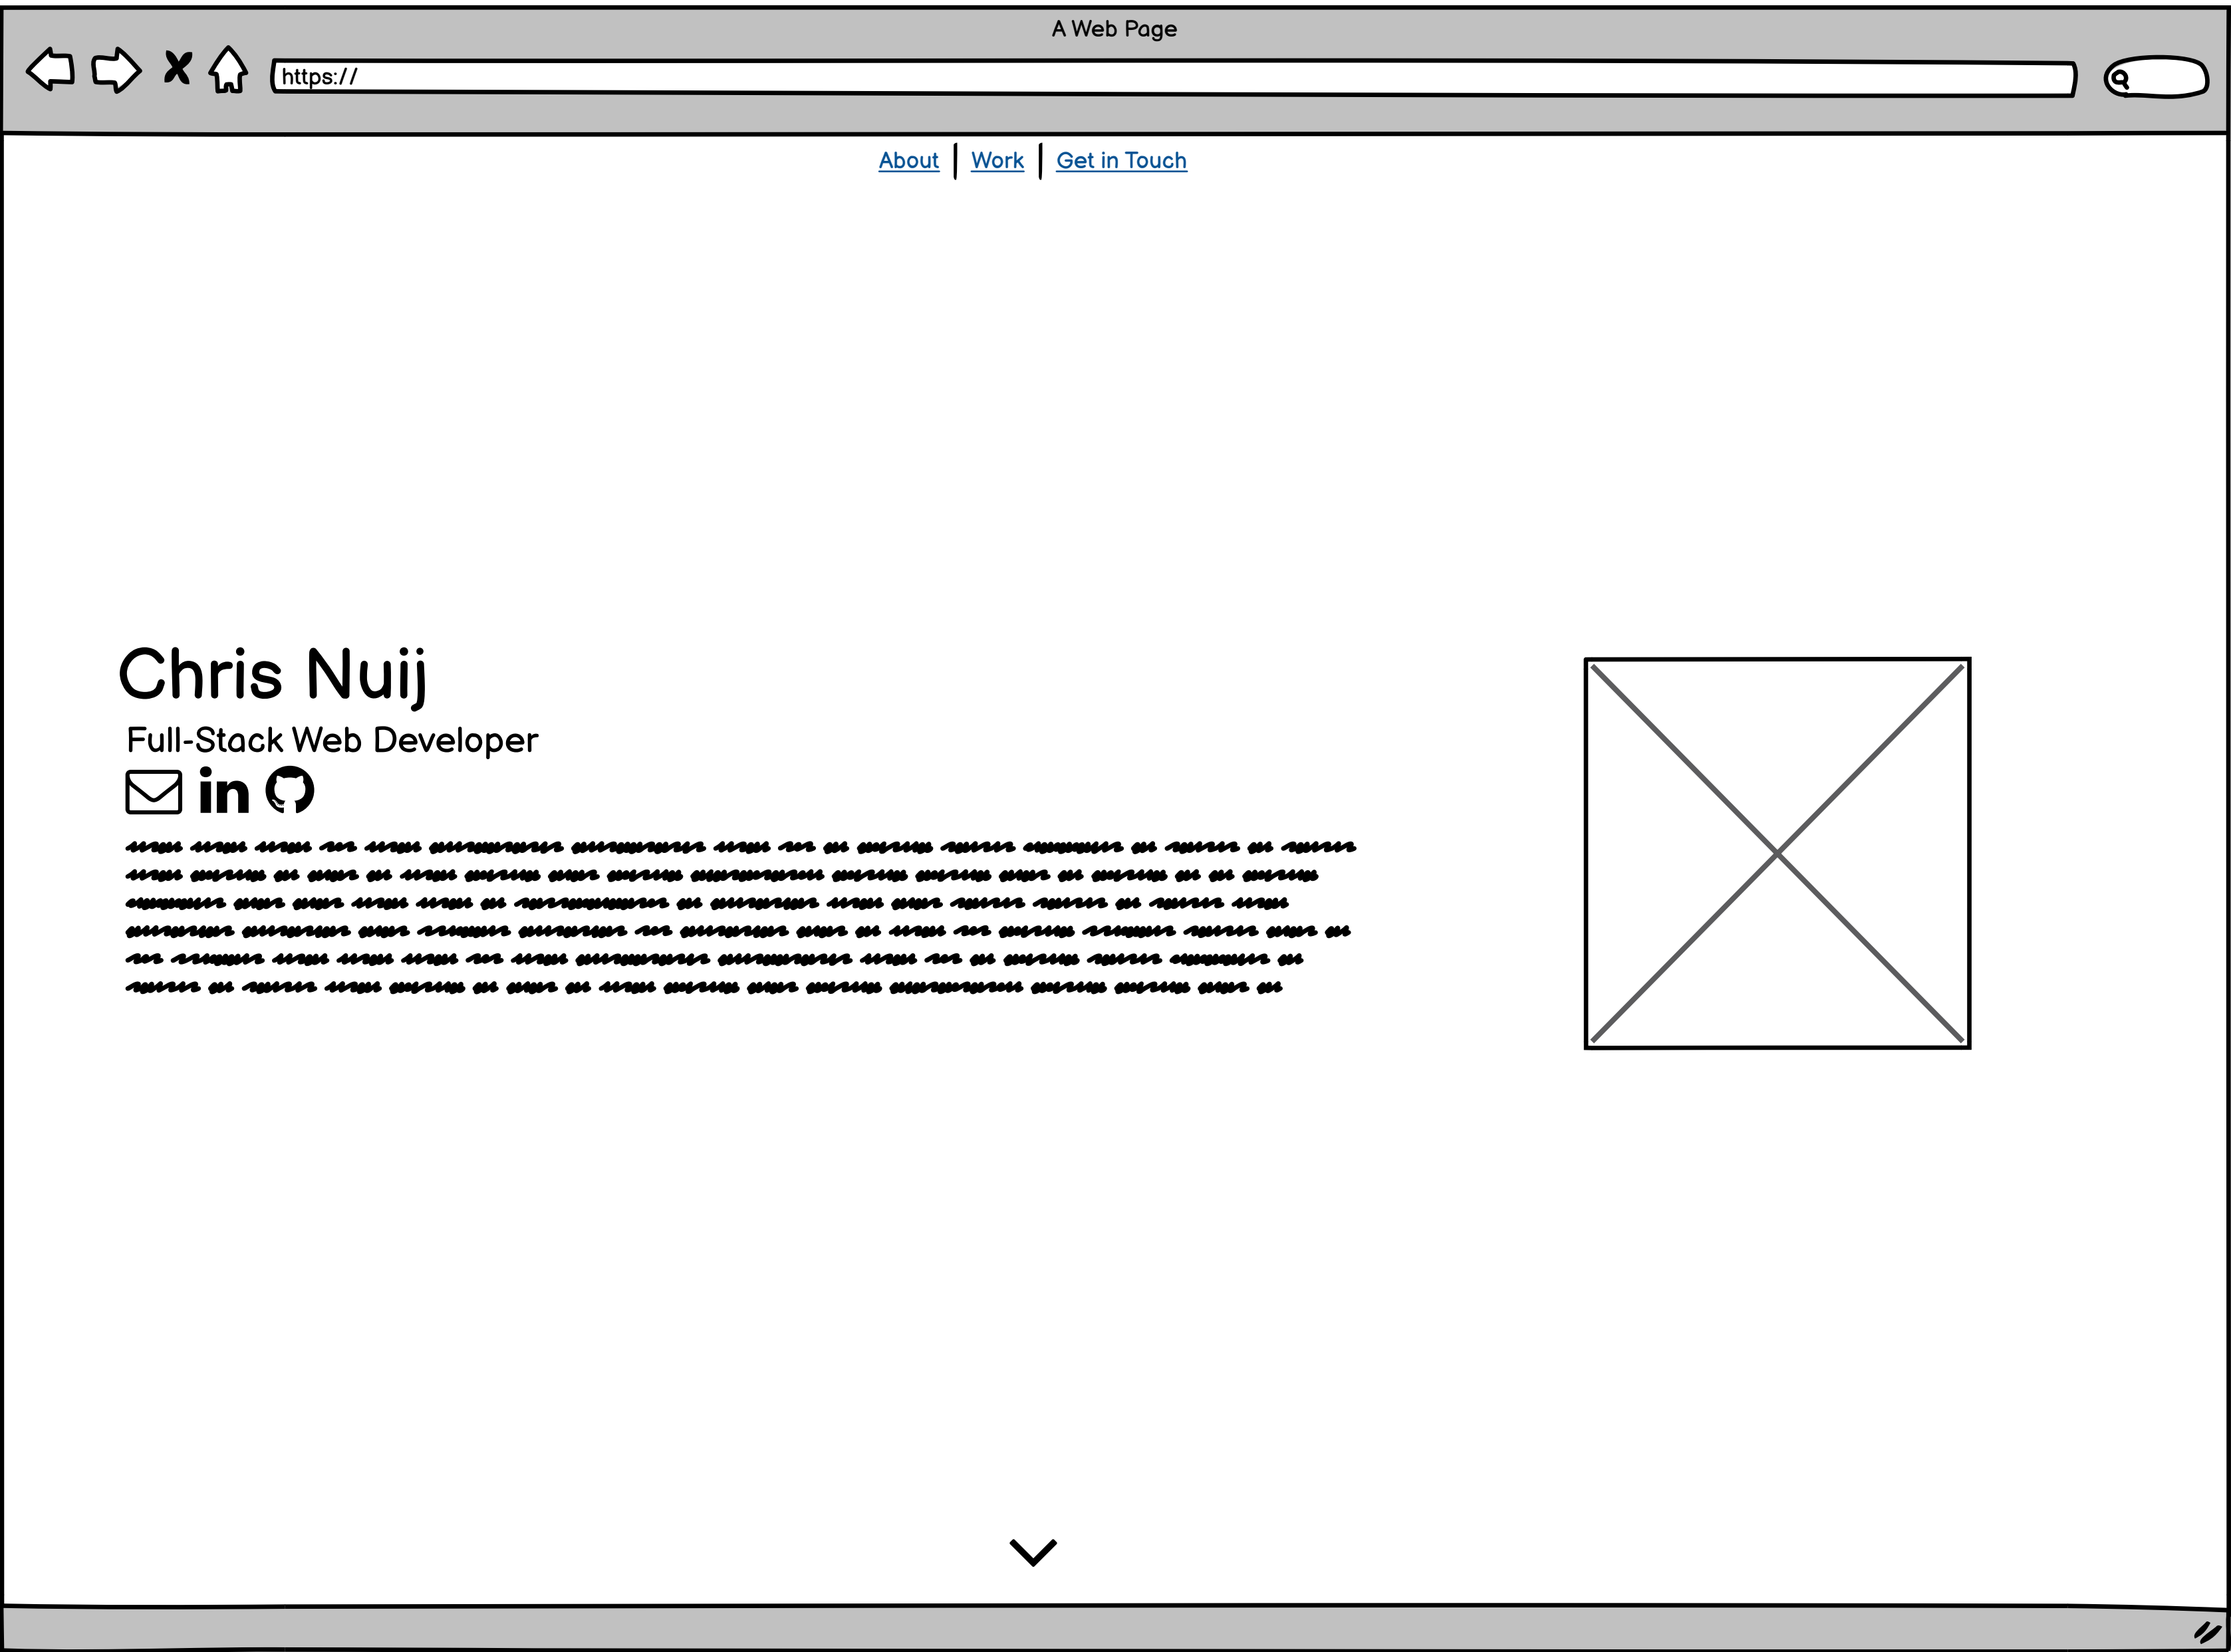 A Web Page
https://
About | Work | Get in Touch
Chris Nuij
Full-Stack Web Developer
in